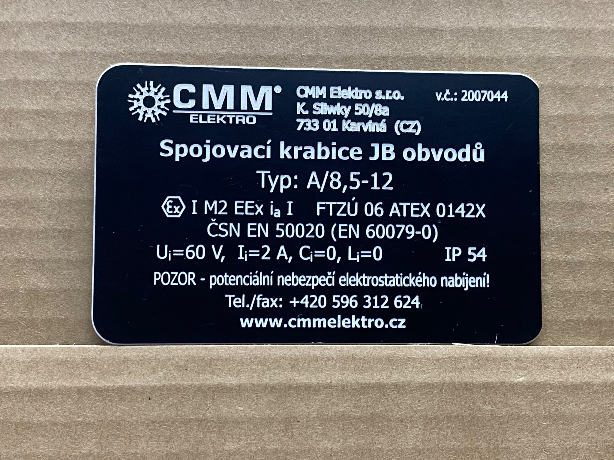 CMM®
ELEKTRO
CMM Elektro s.r.o.
K. Sliwky 50/8a
733 01 Karviná (CZ)
v.č.: 2007044
Spojovací krabice JB obvodů
Typ: A/8,5-12
Ex I M2 EEx ia I FTZÚ 06 ATEX 0142X
ČSN EN 50020 (EN 60079-0)
Ui=60 V, Ii=2 A, Ci=0, Li=0 IP 54
POZOR - potenciální nebezpečí elektrostatického nabíjení!
Tel./fax: +420 596 312 624
www.cmmelektro.cz